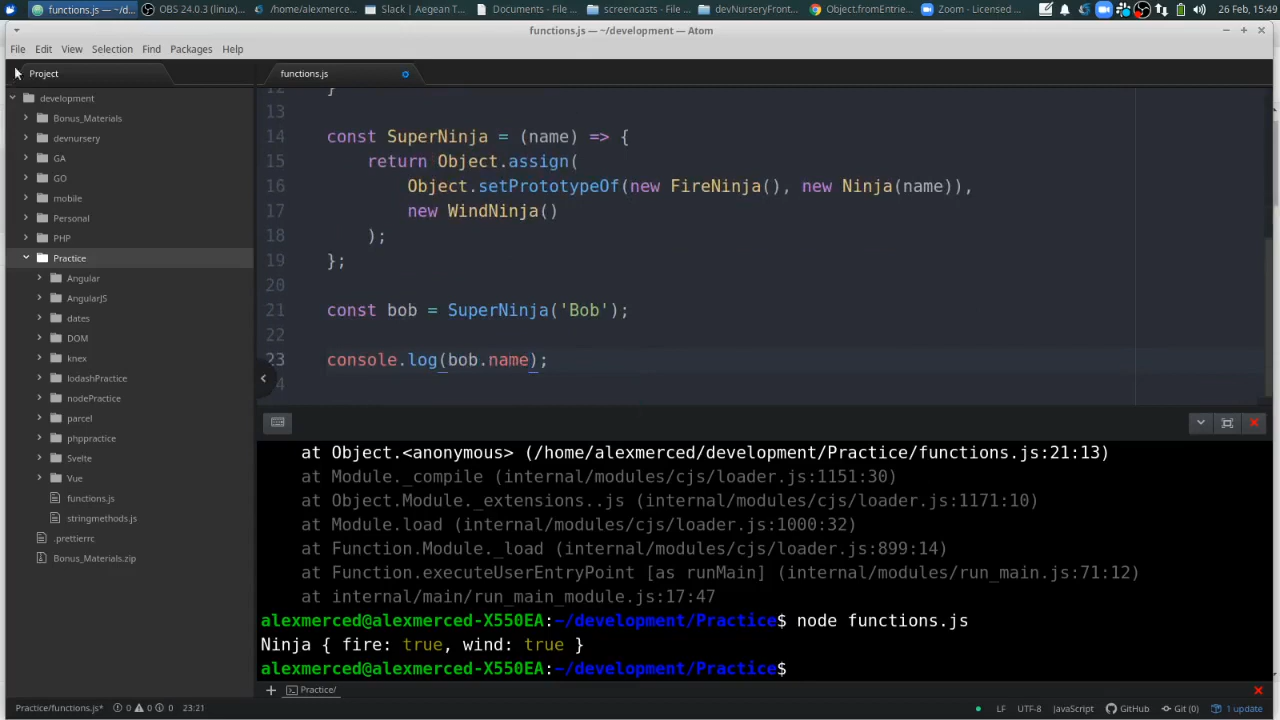 functions.js — ~/d...
OBS 24.0.3 (linux)...
/home/alexmerce...
Slack | Aegean T...
Documents - File ...
screencasts - File ...
devNurseryFront...
Object.fromEntrie...
Zoom - Licensed ...
26 Feb, 15:49
functions.js — ~/development — Atom
File Edit View Selection Find Packages Help
Project
functions.js
development
Bonus_Materials
devnursery
GA
GO
mobile
Personal
PHP
Practice
Angular
AngularJS
dates
DOM
knex
lodashPractice
nodePractice
parcel
phppractice
Svelte
Vue
functions.js
stringmethods.js
.prettierrc
Bonus_Materials.zip
12 }
13
14 const SuperNinja = (name) => {
15 return Object.assign(
16 Object.setPrototypeOf(new FireNinja(), new Ninja(name)),
17 new WindNinja()
18 );
19 };
20
21 const bob = SuperNinja('Bob');
22
23 console.log(bob.name);
24
at Object.<anonymous> (/home/alexmerced/development/Practice/functions.js:21:13)
at Module._compile (internal/modules/cjs/loader.js:1151:30)
at Object.Module._extensions..js (internal/modules/cjs/loader.js:1171:10)
at Module.load (internal/modules/cjs/loader.js:1000:32)
at Function.Module._load (internal/modules/cjs/loader.js:899:14)
at Function.executeUserEntryPoint [as runMain] (internal/modules/run_main.js:71:12)
at internal/main/run_main_module.js:17:47
alexmerced@alexmerced-X550EA:~/development/Practice$ node functions.js
Ninja { fire: true, wind: true }
alexmerced@alexmerced-X550EA:~/development/Practice$
+ Practice/
Practice/functions.js* 0 0 0 23:21 LF UTF-8 JavaScript GitHub Git (0) 1 update